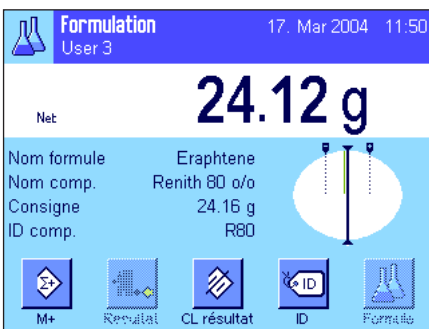 Formulation 17. Mar 2004 11:50
User 3
Net 24.12 g
Nom formule Eraphtene
Nom comp. Renith 80 o/o
Consigne 24.16 g
ID comp. R80
Σ+ ID
M+ Résultat CL résultat ID Formule